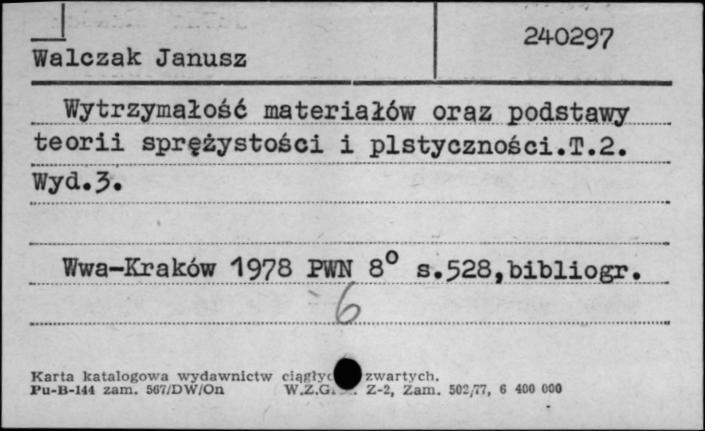 240297
Walczak Janusz
Wytrzymałość materiałów oraz podstawy
teorii sprężystości i plstyczności.T.2.
Wyd.3.
Wwa-Kraków 1978 PWN 8° s.528,bibliogr.
6
Karta katalogowa wydawnictw zwartych.
Pu-B-144 zam. 567/DW/On W.Z.G. Z-2, Zam. 502/77, 6 400 000